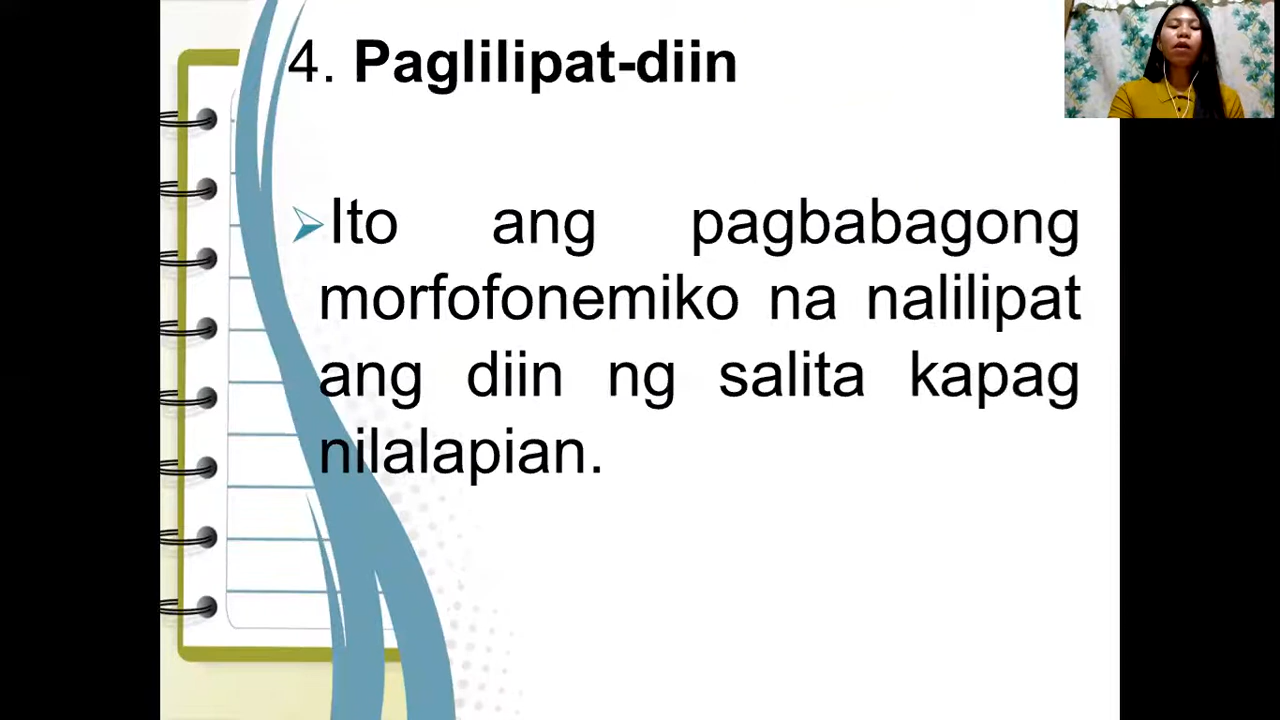 4. Paglilipat-diin
Ito ang pagbabagong
morfofonemiko na nalilipat
ang diin ng salita kapag
nilalapian.